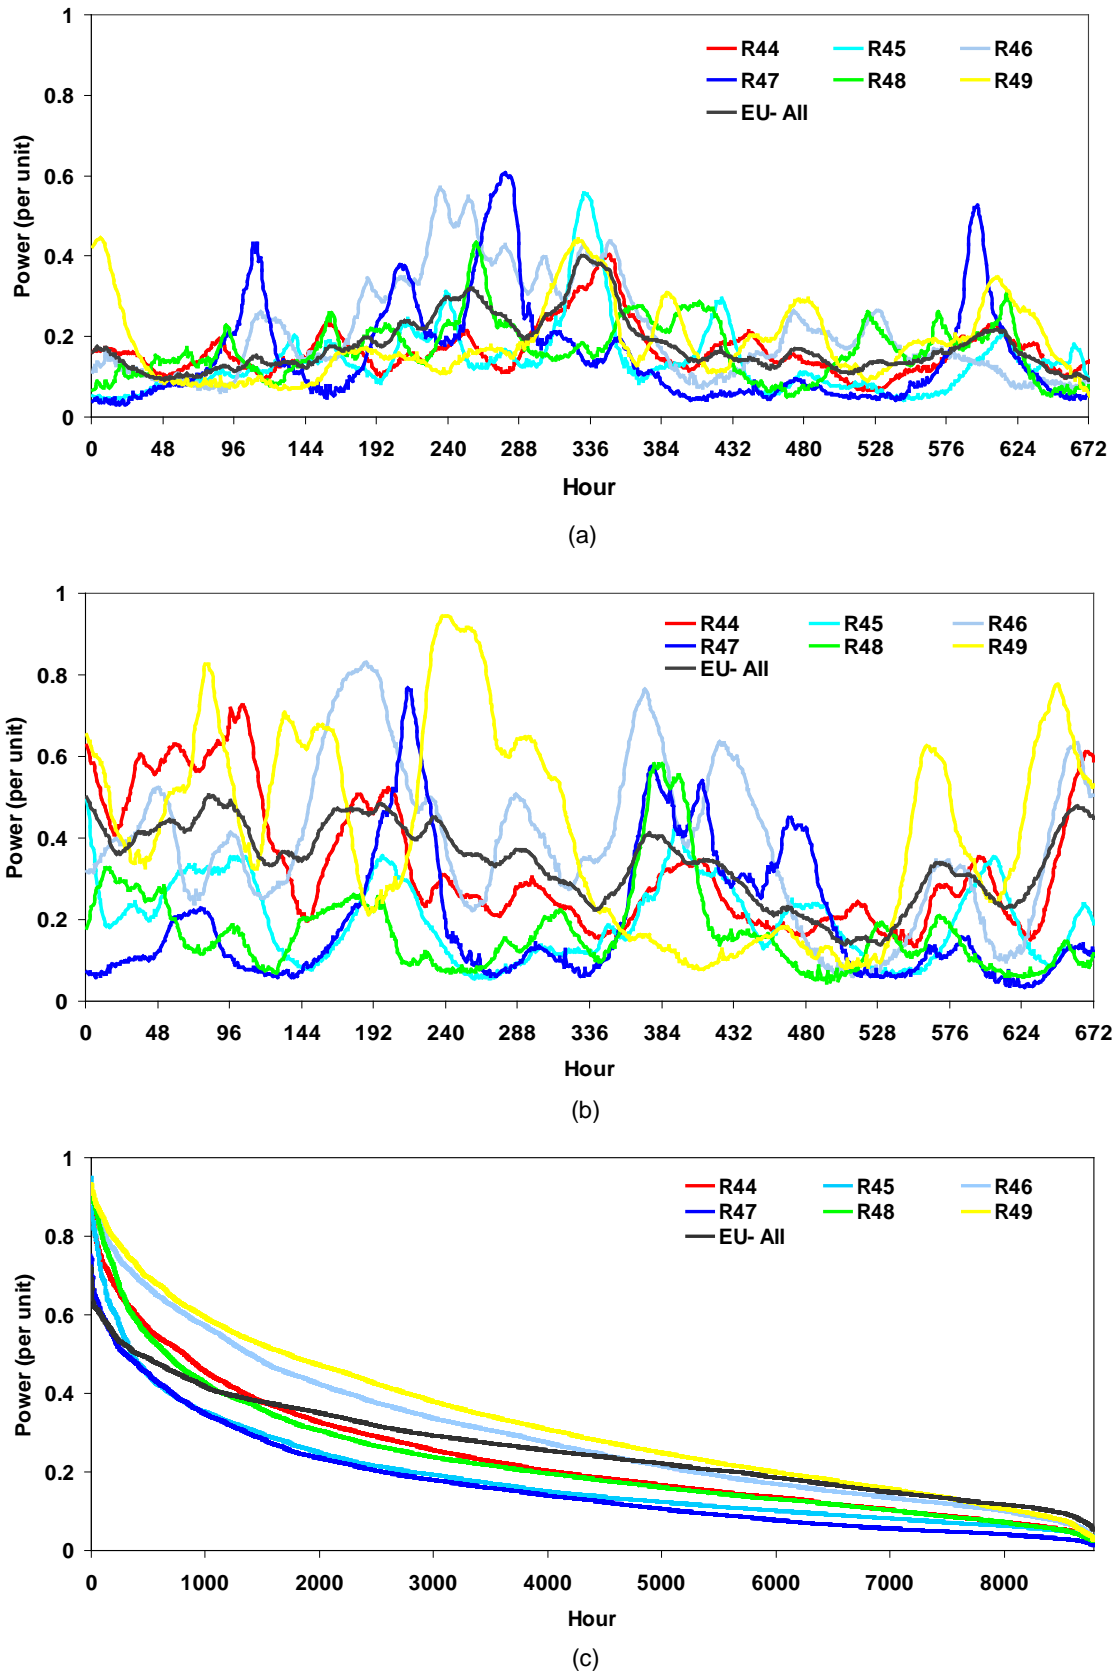 1
0.8
0.6
0.4
0.2
0
Power (per unit)
R44 R45 R46
R47 R48 R49
EU- All
0 48 96 144 192 240 288 336 384 432 480 528 576 624 672
Hour
(a)
1
0.8
0.6
0.4
0.2
0
Power (per unit)
R44 R45 R46
R47 R48 R49
EU- All
0 48 96 144 192 240 288 336 384 432 480 528 576 624 672
Hour
(b)
1
0.8
0.6
0.4
0.2
0
Power (per unit)
R44 R45 R46
R47 R48 R49
EU- All
0 1000 2000 3000 4000 5000 6000 7000 8000
Hour
(c)